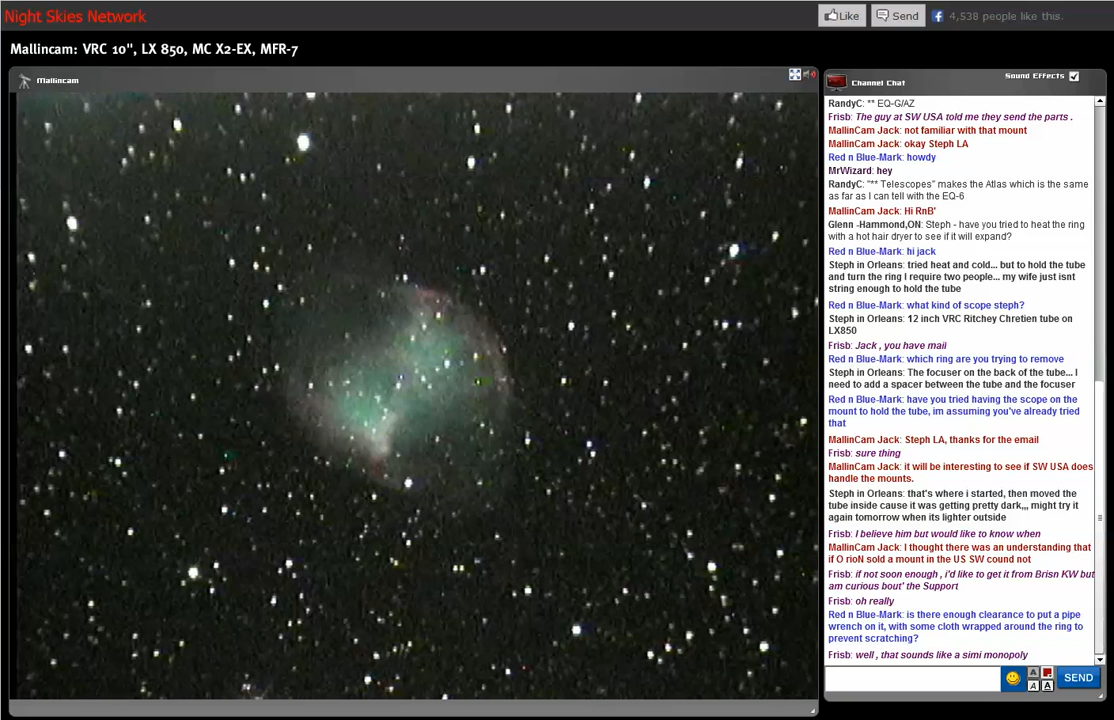 Night Skies Network
Like
Send
4,538 people like this.
Mallincam: VRC 10", LX 850, MC X2-EX, MFR-7
Mallincam
Channel Chat
Sound Effects
RandyC: ** EQ-G/AZ
Frisb: The guy at SW USA told me they send the parts .
MallinCam Jack: not familiar with that mount
MallinCam Jack: okay Steph LA
Red n Blue-Mark: howdy
MrWizard: hey
RandyC: "** Telescopes" makes the Atlas which is the same
as far as I can tell with the EQ-6
MallinCam Jack: Hi RnB'
Glenn -Hammond,ON: Steph - have you tried to heat the ring
with a hot hair dryer to see if it will expand?
Red n Blue-Mark: hi jack
Steph in Orleans: tried heat and cold... but to hold the tube
and turn the ring I require two people... my wife just isnt
string enough to hold the tube
Red n Blue-Mark: what kind of scope steph?
Steph in Orleans: 12 inch VRC Ritchey Chretien tube on
LX850
Frisb: Jack , you have mail
Red n Blue-Mark: which ring are you trying to remove
Steph in Orleans: The focuser on the back of the tube... I
need to add a spacer between the tube and the focuser
Red n Blue-Mark: have you tried having the scope on the
mount to hold the tube, im assuming you've already tried
that
MallinCam Jack: Steph LA, thanks for the email
Frisb: sure thing
MallinCam Jack: it will be interesting to see if SW USA does
handle the mounts.
Steph in Orleans: that's where i started, then moved the
tube inside cause it was getting pretty dark,,, might try it
again tomorrow when its lighter outside
Frisb: I believe him but would like to know when
MallinCam Jack: I thought there was an understanding that
if O rioN sold a mount in the US SW cound not
Frisb: if not soon enough , i'd like to get it from Brisn KW but
am curious bout' the Support
Frisb: oh really
Red n Blue-Mark: is there enough clearance to put a pipe
wrench on it, with some cloth wrapped around the ring to
prevent scratching?
Frisb: well , that sounds like a simi monopoly
A
A A
SEND